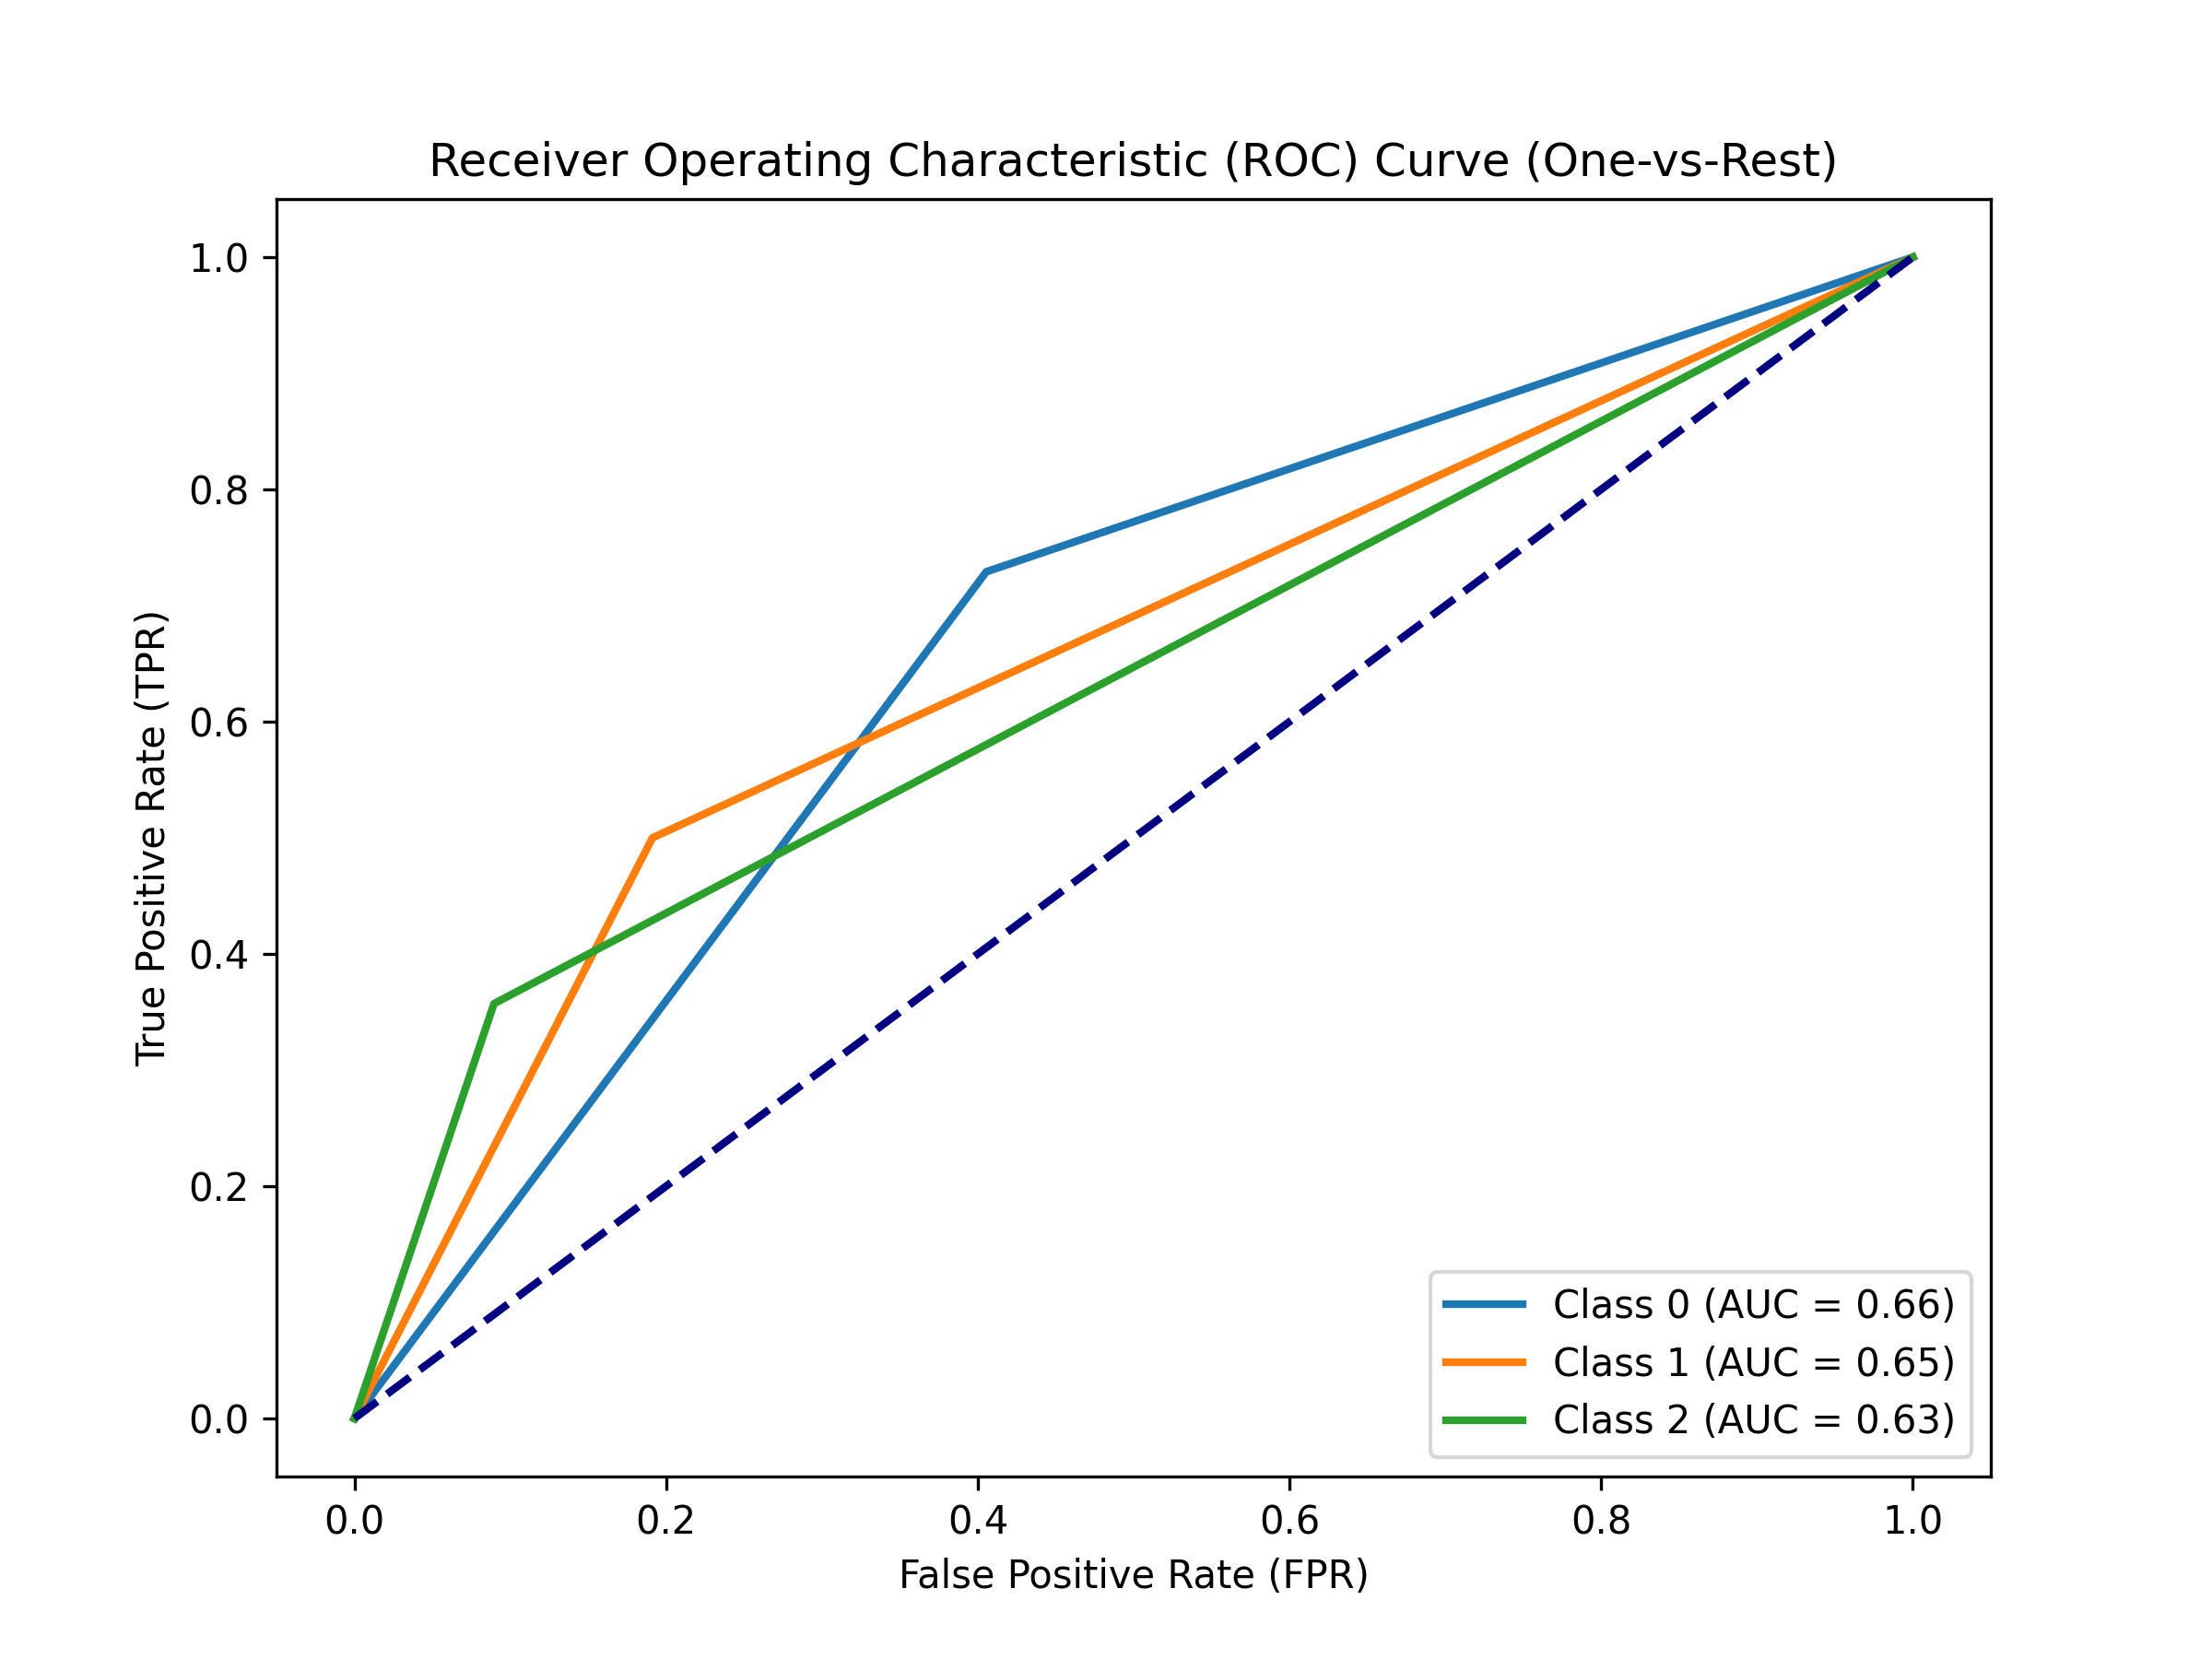 Receiver Operating Characteristic (ROC) Curve (One-vs-Rest)
True Positive Rate (TPR)
1.0
0.8
0.6
0.4
0.2
0.0
Class 0 (AUC = 0.66)
Class 1 (AUC = 0.65)
Class 2 (AUC = 0.63)
0.0 0.2 0.4 0.6 0.8 1.0
False Positive Rate (FPR)